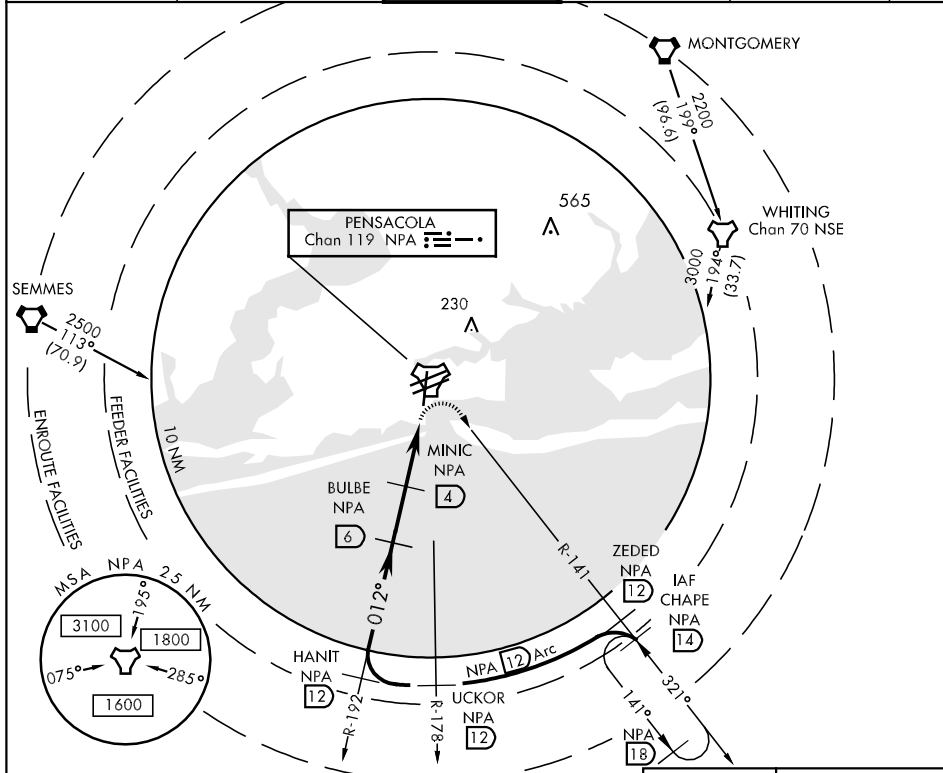 MONTGOMERY
2200
199°
(96.6)
WHITING
Chan 70 NSE
3000
194°
(33.7)
PENSACOLA
Chan 119 NPA
565
230
SEMMES
2500
113°
(70.9)
ENROUTE FACILITIES
FEEDER FACILITIES
10 NM
MINIC
NPA
4
BULBE
NPA
6
012°
R-141
ZEDED
NPA
12
IAF
CHAPE
NPA
14
NPA 12 Arc
HANIT
NPA
12
R-192
UCKOR
NPA
12
R-178
141°
321°
NPA
18
MSA NPA 25 NM
195°
3100
1800
075°
285°
1600